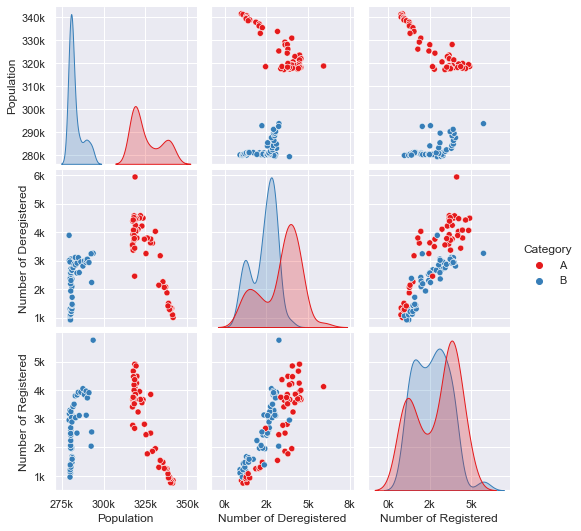 340k
330k
320k
310k
300k
290k
280k
Population
6k
5k
4k
3k
2k
1k
Number of Deregistered
5k
4k
3k
2k
1k
Number of Registered
275k 300k 325k 350k
Population
0k 2k 5k 8k
Number of Deregistered
0k 2k 5k
Number of Registered
Category
A
B